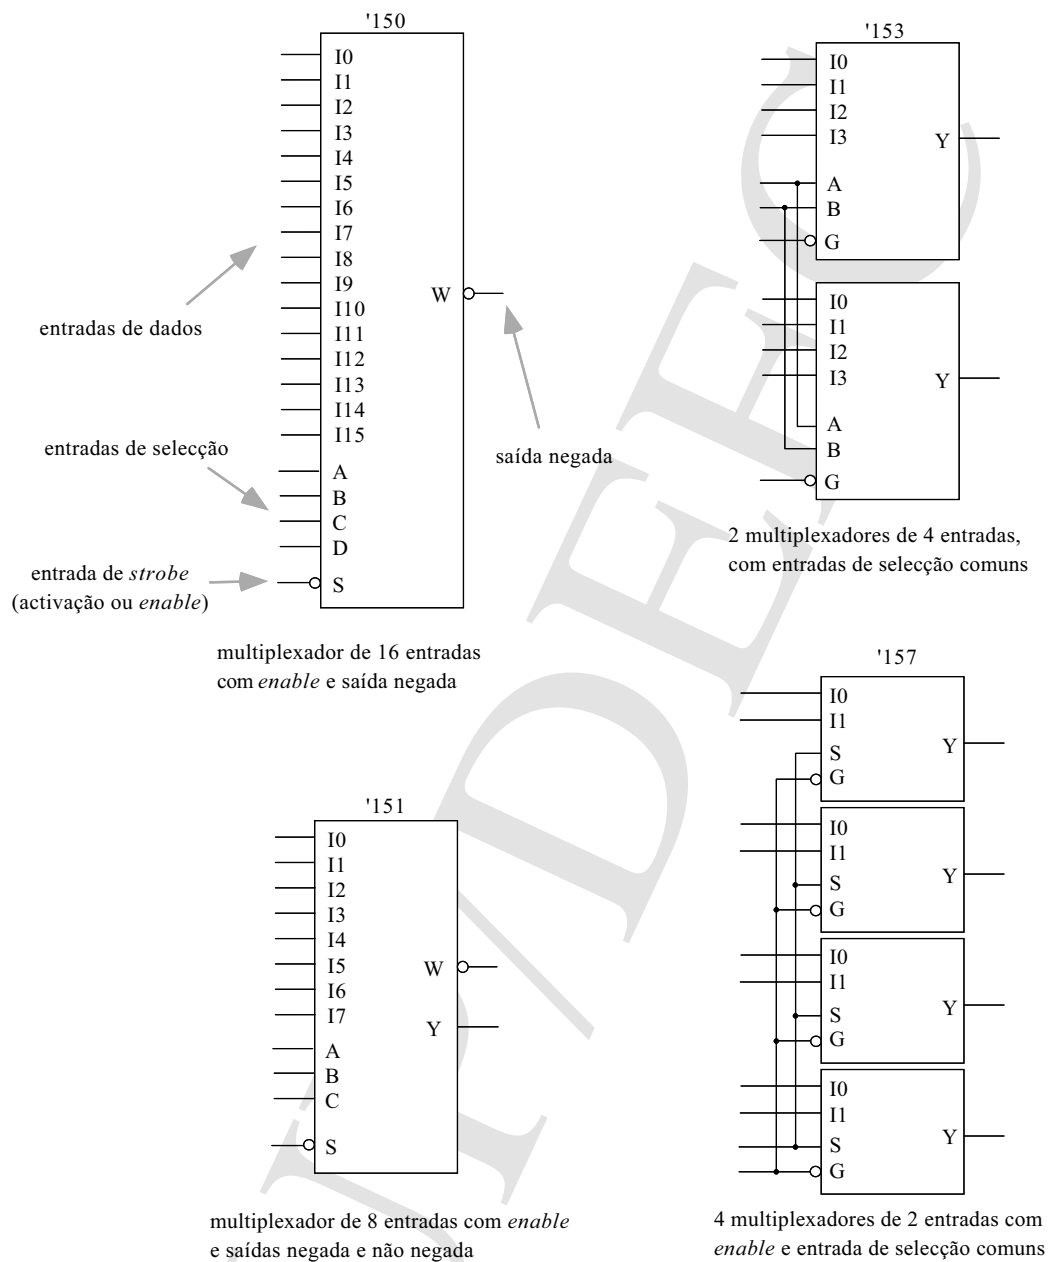 '150
I0
I1
I2
I3
I4
I5
I6
I7
I8
I9
I10
I11
I12
I13
I14
I15
A
B
C
D
S
W
entradas de dados
entradas de selecção
entrada de strobe
(activação ou enable)
saída negada
multiplexador de 16 entradas
com enable e saída negada
'153
I0
I1
I2
I3
A
B
G
Y
I0
I1
I2
I3
A
B
G
Y
2 multiplexadores de 4 entradas,
com entradas de selecção comuns
'151
I0
I1
I2
I3
I4
I5
I6
I7
A
B
C
S
W
Y
multiplexador de 8 entradas com enable
e saídas negada e não negada
'157
I0
I1
S
G
Y
I0
I1
S
G
Y
I0
I1
S
G
Y
I0
I1
S
G
Y
4 multiplexadores de 2 entradas com
enable e entrada de selecção comuns